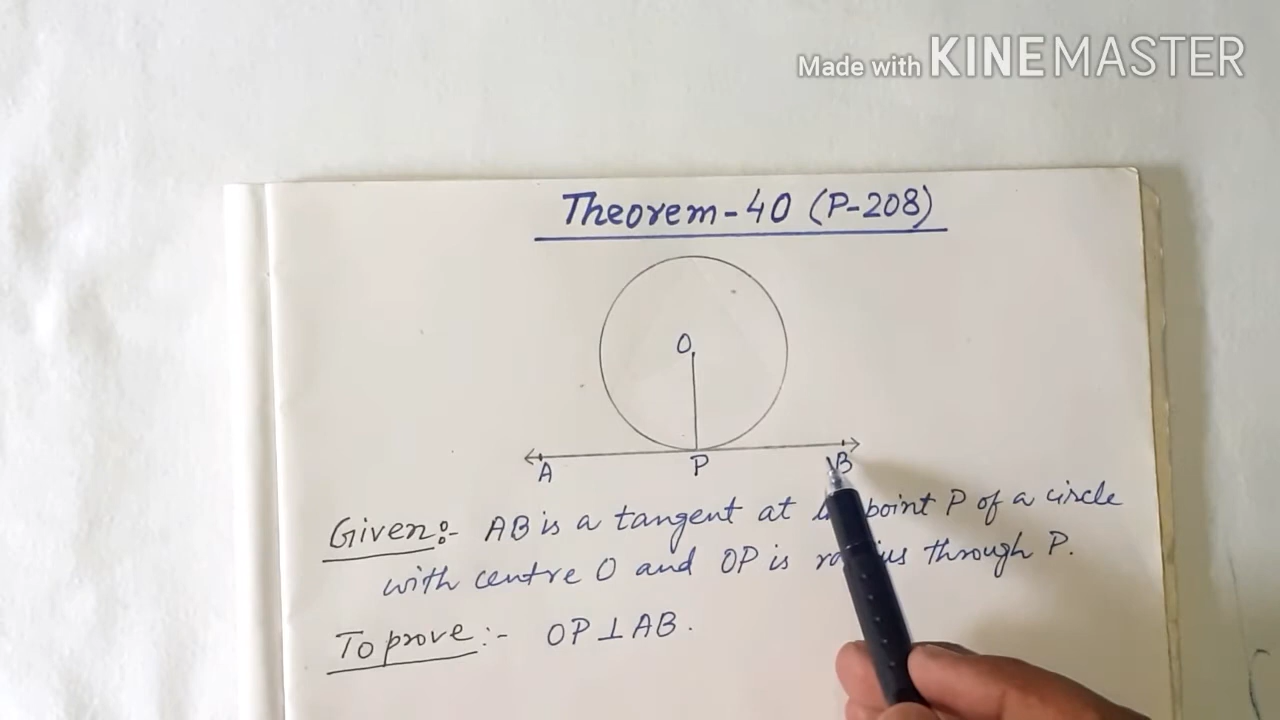 Made with KINEMASTER
Theorem-40 (P-208)
O
A P B
Given:- AB is a tangent at point P of a circle
with centre O and OP is radius through P.
To prove:- OP⊥AB.